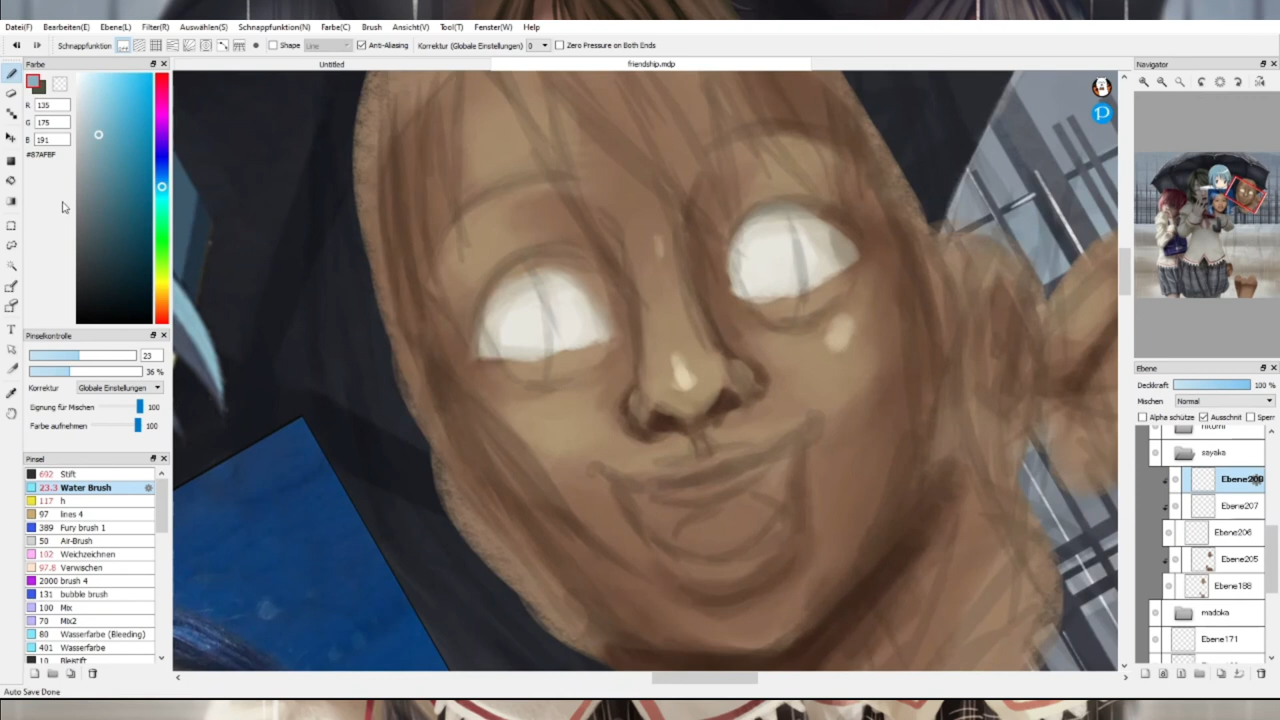 Datei(F) Bearbeiten(E) Ebene(L) Filter(R) Auswählen(S) Schnappfunktion(N) Farbe(C) Brush Ansicht(V) Tool(T) Fenster(W) Help
Schnappfunktion Shape Line Anti-Aliasing Korrektur (Globale Einstellungen) 0 Zero Pressure on Both Ends
Farbe
Untitled
friendship.mdp
Navigator
R 135
G 175
B 191
#87AFBF
Pinselkontrolle
23
36 %
Korrektur Globale Einstellungen
Eignung für Mischen 100
Farbe aufnehmen 100
Pinsel
692 Stift
23.3 Water Brush
117 h
97 lines 4
389 Fury brush 1
50 Air-Brush
102 Weichzeichnen
97.8 Verwischen
2000 brush 4
131 bubble brush
100 Mix
70 Mix2
80 Wasserfarbe (Bleeding)
401 Wasserfarbe
10 Bleistift
Ebene
Deckkraft 100 %
Mischen Normal
Alpha schütze Ausschnit Sperr
hitomi
sayaka
Ebene207
Ebene206
Ebene205
Ebene188
madoka
Ebene171
Auto Save Done